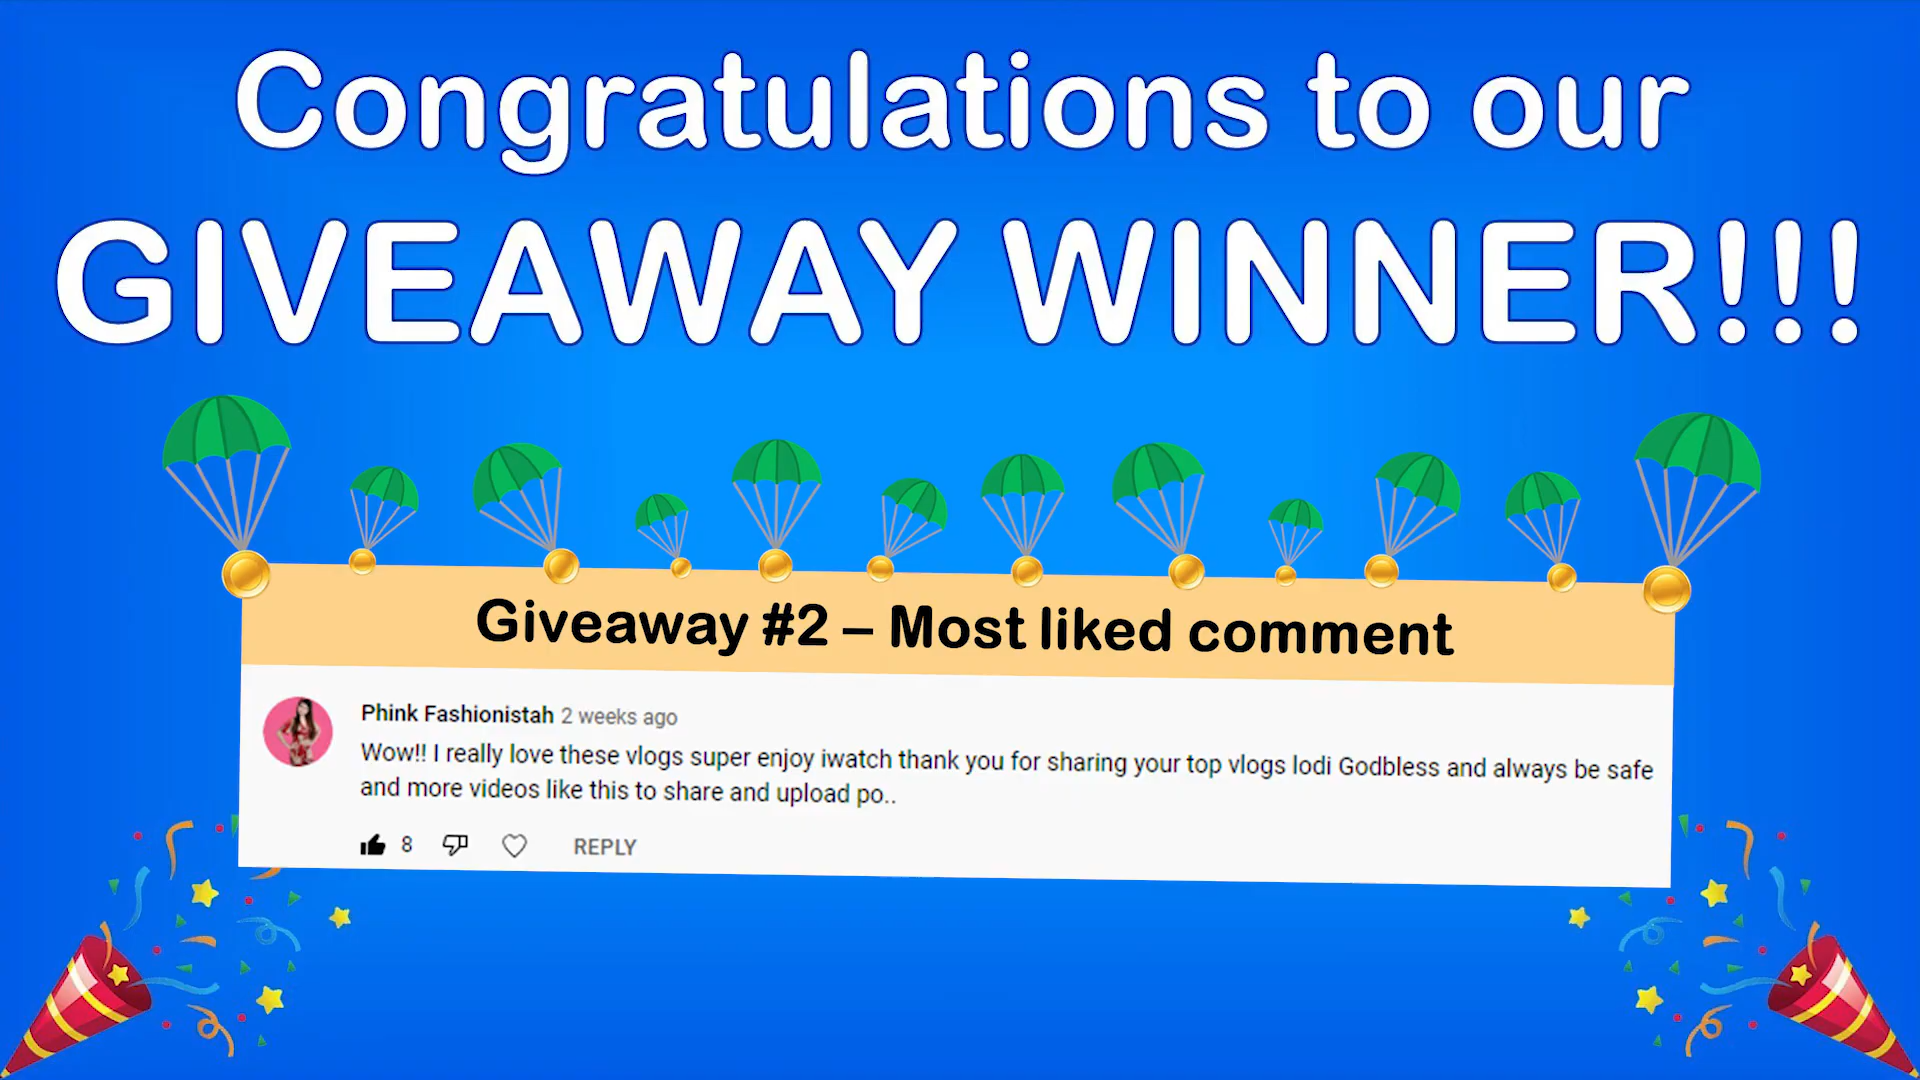 Congratulations to our
GIVEAWAY WINNER!!!
Giveaway #2 – Most liked comment
Phink Fashionistah 2 weeks ago
Wow!! I really love these vlogs super enjoy iwatch thank you for sharing your top vlogs lodi Godbless and always be safe
and more videos like this to share and upload po..
8 REPLY